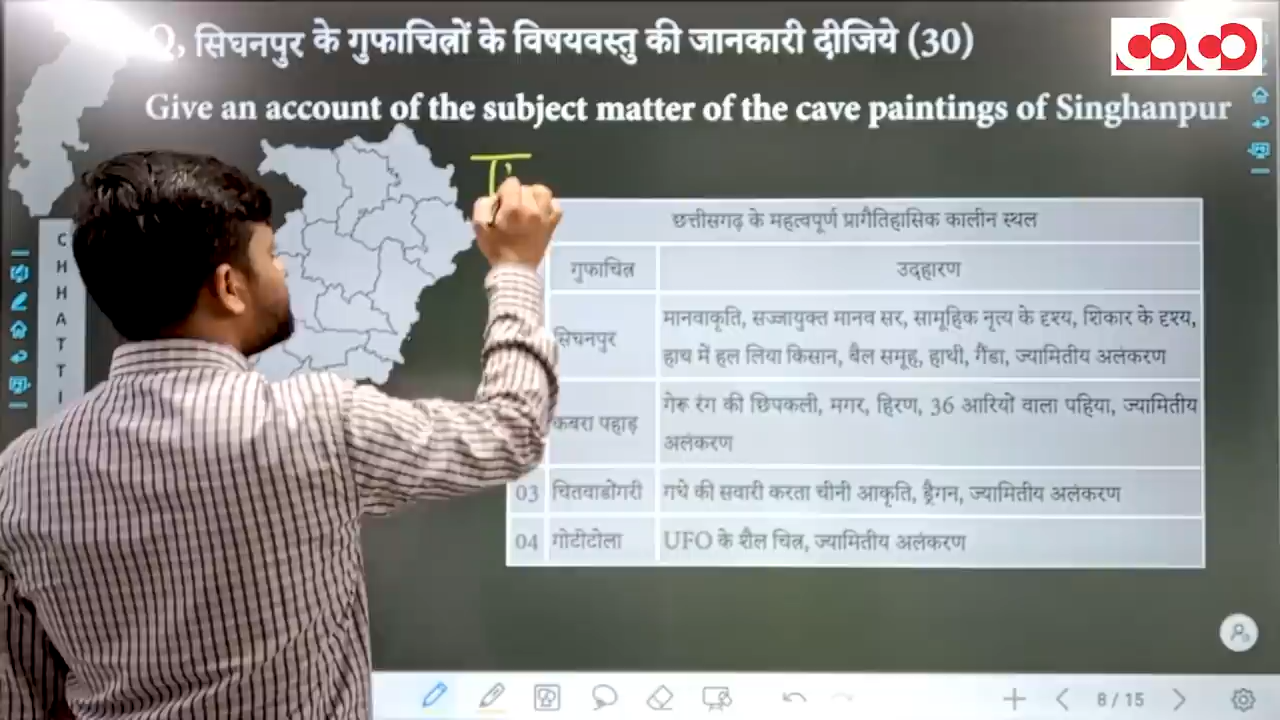 Q, सिघनपुर के गुफाचित्रों के विषयवस्तु की जानकारी दीजिये (30)
Give an account of the subject matter of the cave paintings of Singhanpur
C
H
H
A
T
T
I
छत्तीसगढ़ के महत्वपूर्ण प्रागैतिहासिक कालीन स्थल
गुफाचित्र उदहारण
सिघनपुर मानवाकृति, सज्जायुक्त मानव सर, सामूहिक नृत्य के दृश्य, शिकार के दृश्य,
हाथ में हल लिया किसान, बैल समूह, हाथी, गैंडा, ज्यामितीय अलंकरण
कबरा पहाड़ गेरू रंग की छिपकली, मगर, हिरण, 36 आरियों वाला पहिया, ज्यामितीय
अलंकरण
03 चितवाडोंगरी गधे की सवारी करता चीनी आकृति, ड्रैगन, ज्यामितीय अलंकरण
04 गोटीटोला UFO के शैल चित्र, ज्यामितीय अलंकरण
8 / 15